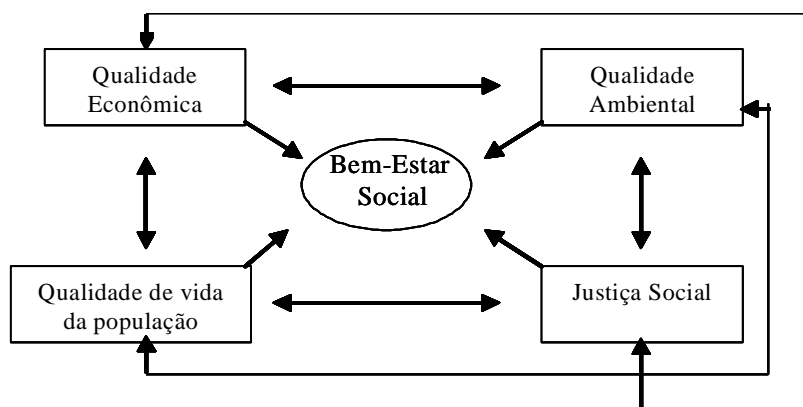 Qualidade
Econômica
Qualidade
Ambiental
Bem-Estar
Social
Qualidade de vida
da população
Justiça Social